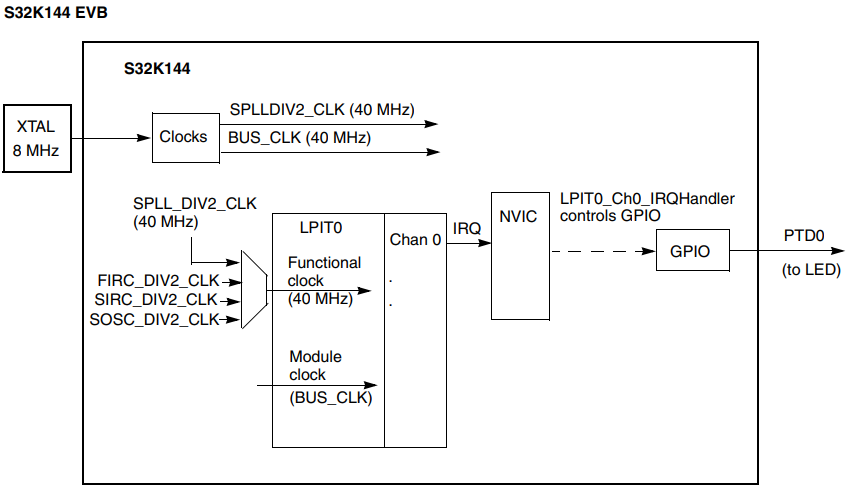 S32K144 EVB
S32K144
XTAL
8 MHz
Clocks
SPLLDIV2_CLK (40 MHz)
BUS_CLK (40 MHz)
SPLL_DIV2_CLK
(40 MHz)
FIRC_DIV2_CLK
SIRC_DIV2_CLK
SOSC_DIV2_CLK
LPIT0
Functional
clock
(40 MHz)
Module
clock
(BUS_CLK)
Chan 0
.
.
IRQ
NVIC
LPIT0_Ch0_IRQHandler
controls GPIO
GPIO
PTD0
(to LED)